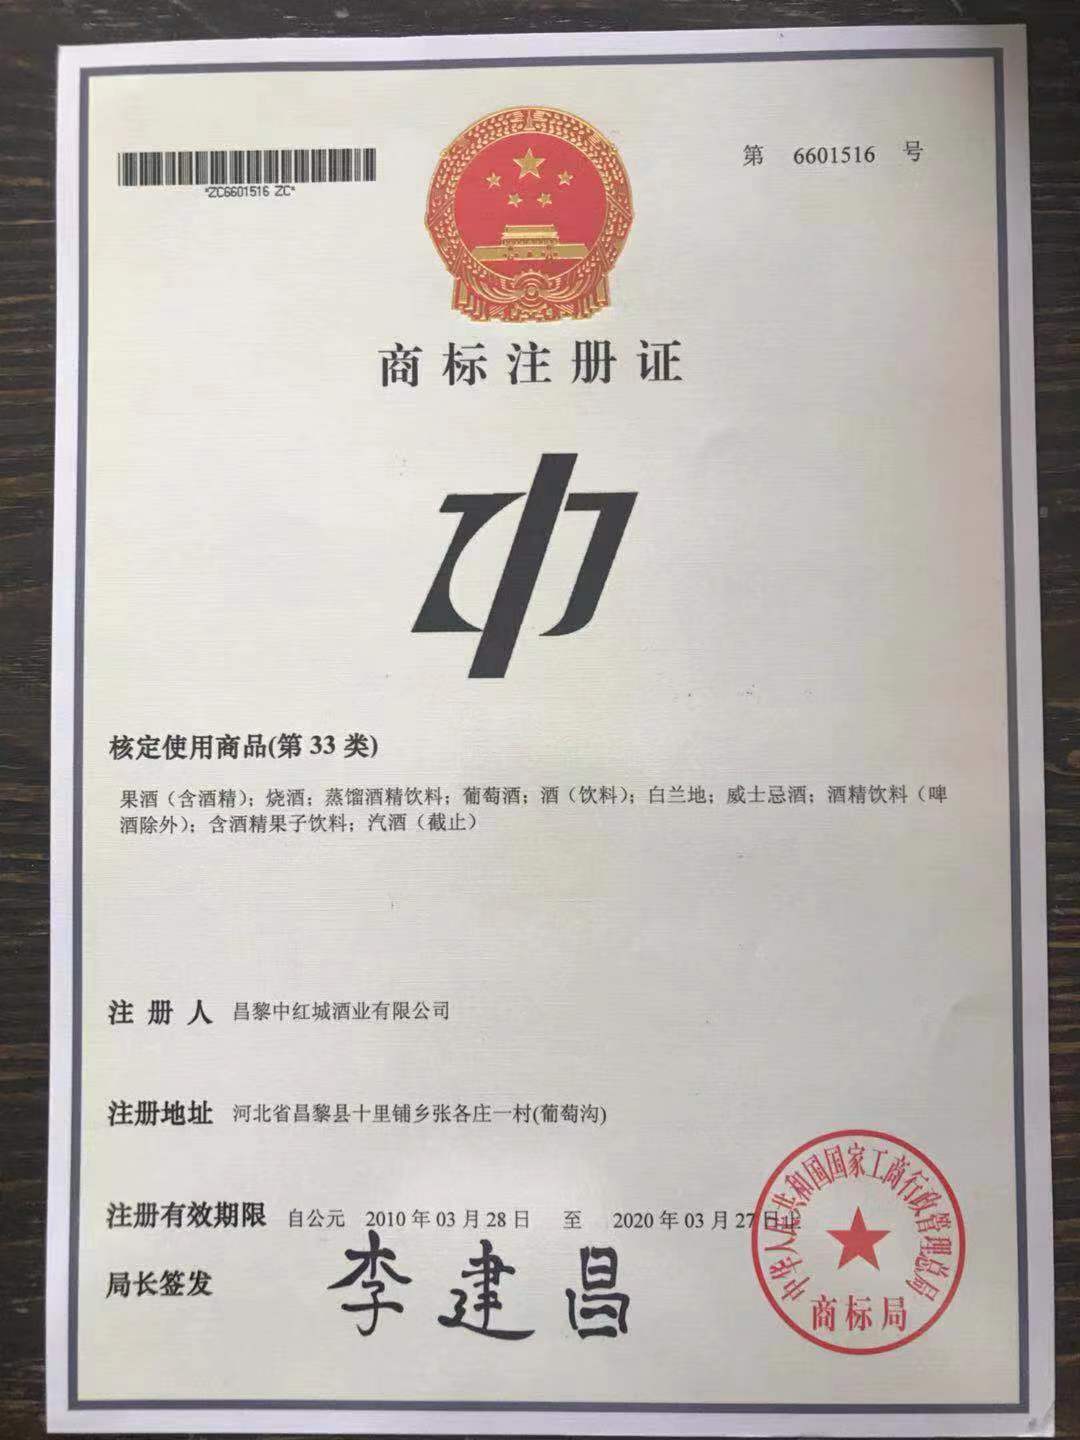 *ZC6601516 ZC*
第 6601516 号
商标注册证
核定使用商品(第 33 类)
果酒（含酒精）；烧酒；蒸馏酒精饮料；葡萄酒；酒（饮料）；白兰地；威士忌酒；酒精饮料（啤
酒除外）；含酒精果子饮料；汽酒（截止）
注册人 昌黎中红城酒业有限公司
注册地址 河北省昌黎县十里铺乡张各庄一村(葡萄沟)
注册有效期限 自公元 2010 年 03 月 28 日 至 2020 年 03 月 27 日止
局长签发 李建昌
中华人民共和国国家工商行政管理总局
商标局